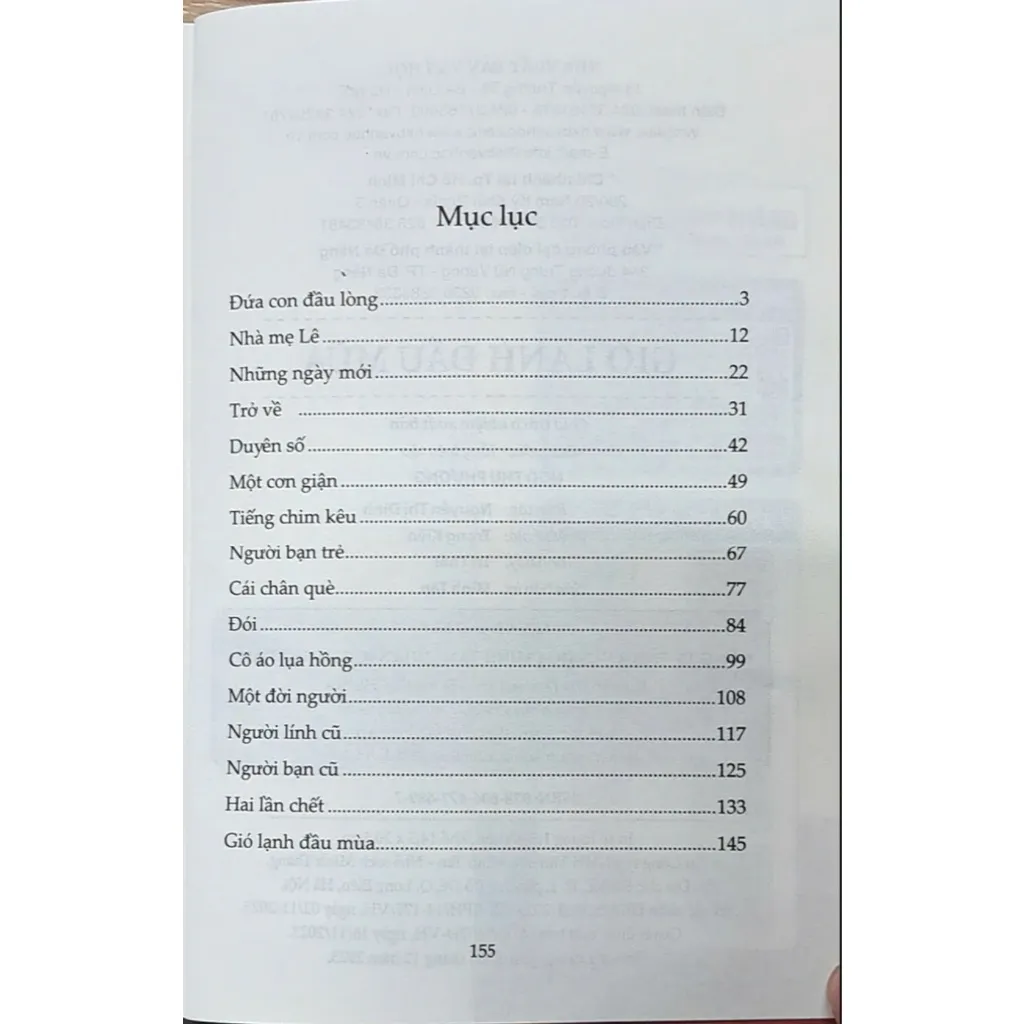 Mục lục
Đứa con đầu lòng....................3
Nhà mẹ Lê....................12
Những ngày mới....................22
Trở về ....................31
Duyên số....................42
Một cơn giận....................49
Tiếng chim kêu....................60
Người bạn trẻ....................67
Cái chân què....................77
Đói....................84
Cô áo lụa hồng....................99
Một đời người....................108
Người lính cũ....................117
Người bạn cũ....................125
Hai lần chết....................133
Gió lạnh đầu mùa....................145
155